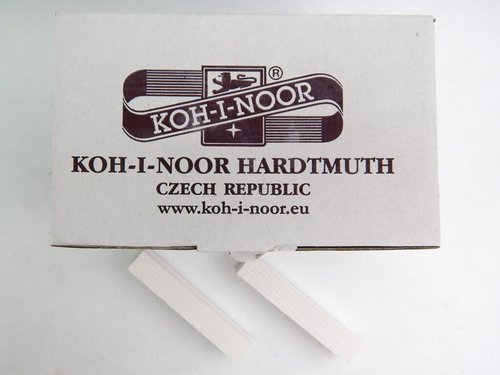 ®
KOH-I-NOOR
KOH-I-NOOR HARDTMUTH
CZECH REPUBLIC
www.koh-i-noor.eu